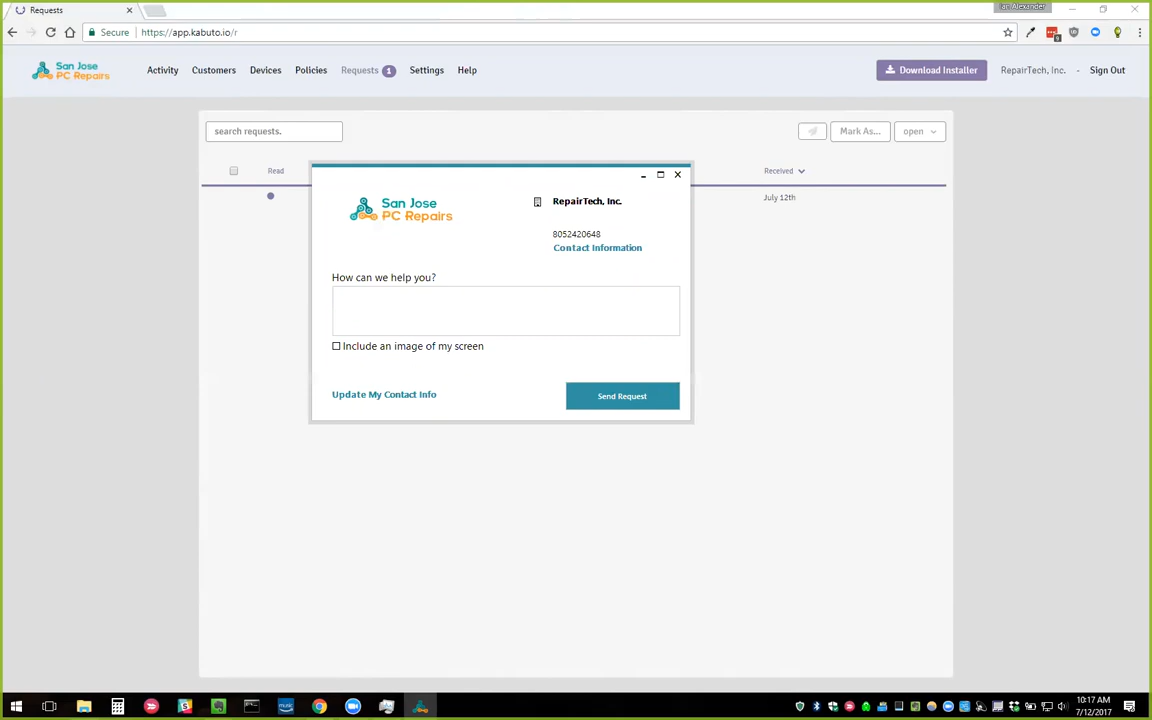 Requests
Ian Alexander
Secure
https://app.kabuto.io/r
San Jose
PC Repairs
Activity
Customers
Devices
Policies
Requests 1
Settings
Help
Download Installer
RepairTech, Inc.
-
Sign Out
search requests.
Mark As...
open
Read
Received
July 12th
San Jose
PC Repairs
RepairTech, Inc.
8052420648
Contact Information
How can we help you?
Include an image of my screen
Update My Contact Info
Send Request
music
10:17 AM
7/12/2017